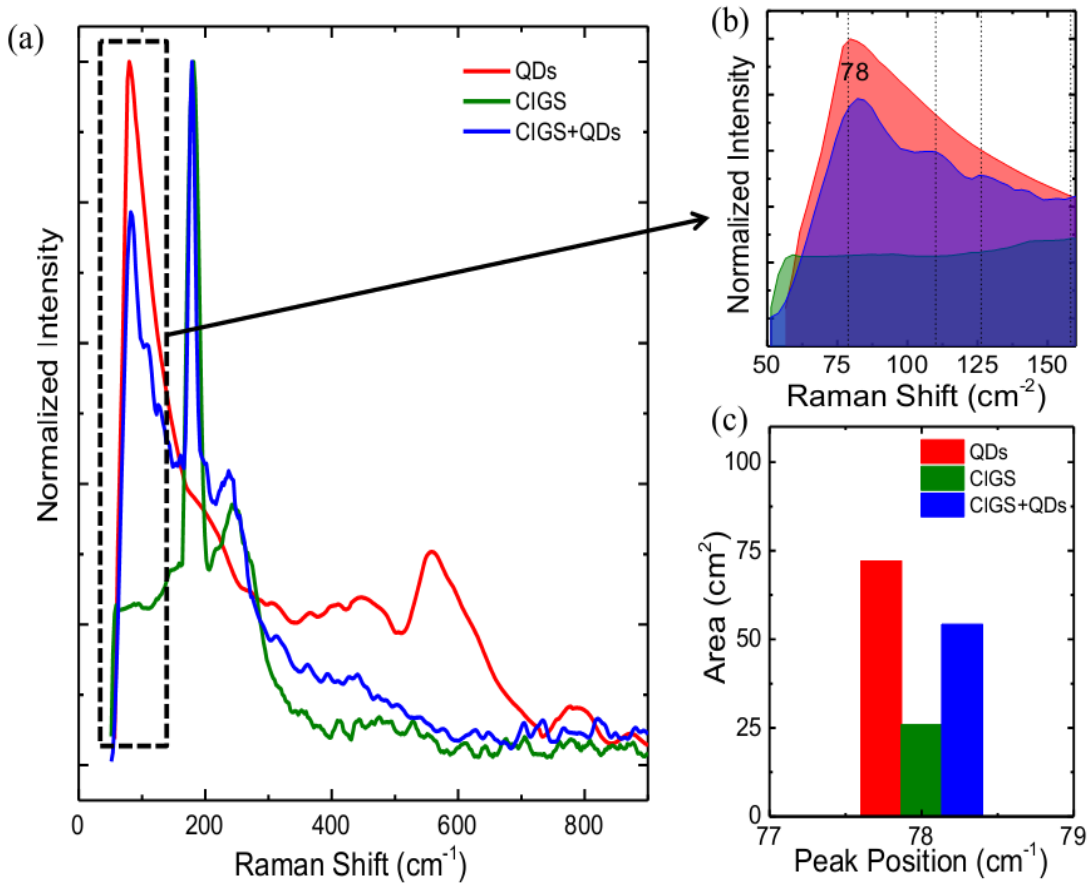 (a)
QDs
CIGS
CIGS+QDs
Normalized Intensity
0 200 400 600 800
Raman Shift (cm-1)
(b)
78
Normalized Intensity
50 75 100 125 150
Raman Shift (cm-2)
(c)
QDs
CIGS
CIGS+QDs
100
75
50
25
0
Area (cm2)
77 78 79
Peak Position (cm-1)